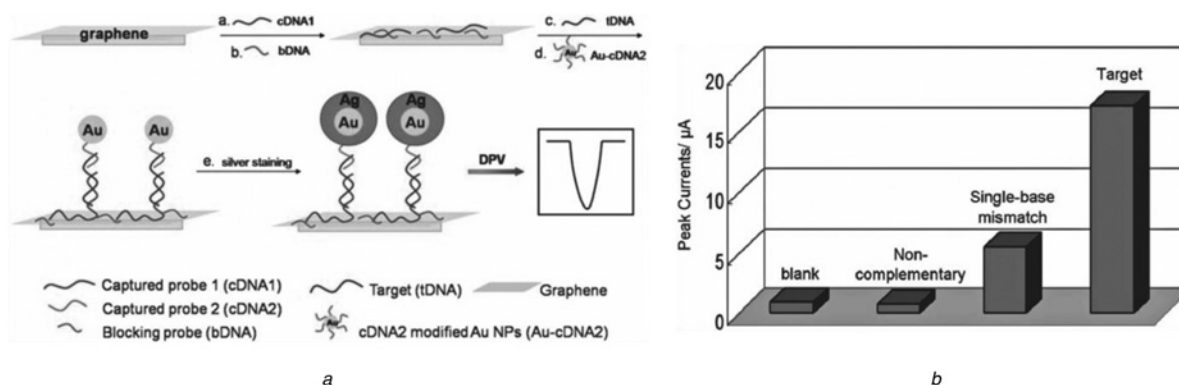 graphene
a.
cDNA1
b.
bDNA
c.
tDNA
d.
Au
Au-cDNA2
Au
Au
e. silver staining
Ag
Au
Ag
Au
DPV
Captured probe 1 (cDNA1)
Captured probe 2 (cDNA2)
Blocking probe (bDNA)
Target (tDNA)
Graphene
Au
cDNA2 modified Au NPs (Au-cDNA2)
a
Peak Currents/ µA
20
15
10
5
0
blank
Non-
complementary
Single-base
mismatch
Target
b